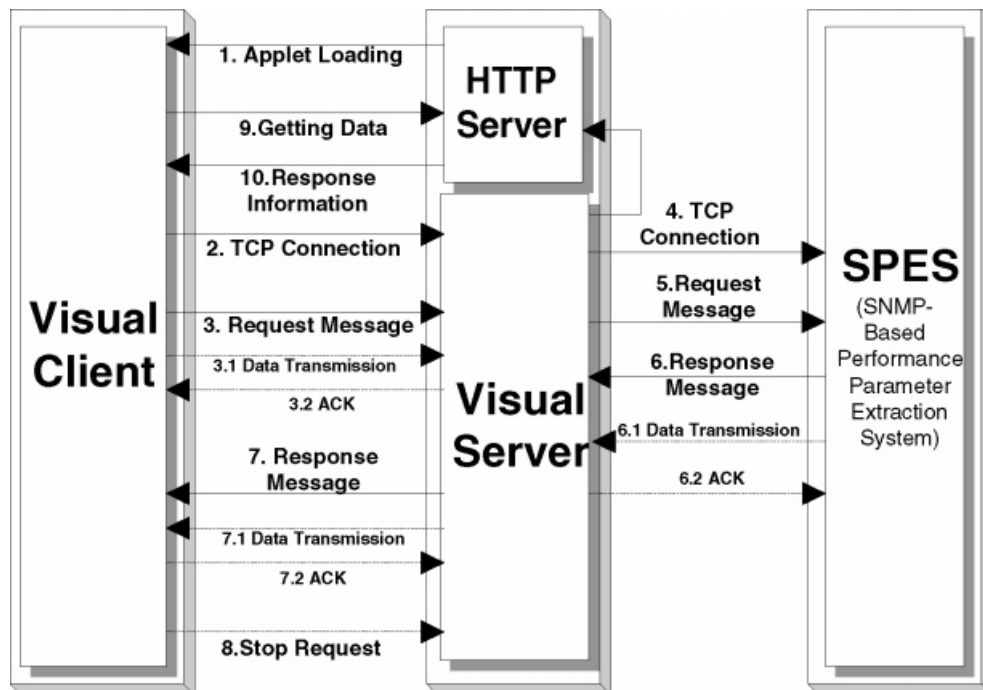 1. Applet Loading
HTTP
Server
9.Getting Data
10.Response
Information
2. TCP Connection
4. TCP
Connection
SPES
(SNMP-
Based
Performance
Parameter
Extraction
System)
5.Request
Message
Visual
Client
3. Request Message
3.1 Data Transmission
3.2 ACK
6.Response
Message
Visual
Server
6.1 Data Transmission
7. Response
Message
6.2 ACK
7.1 Data Transmission
7.2 ACK
8.Stop Request